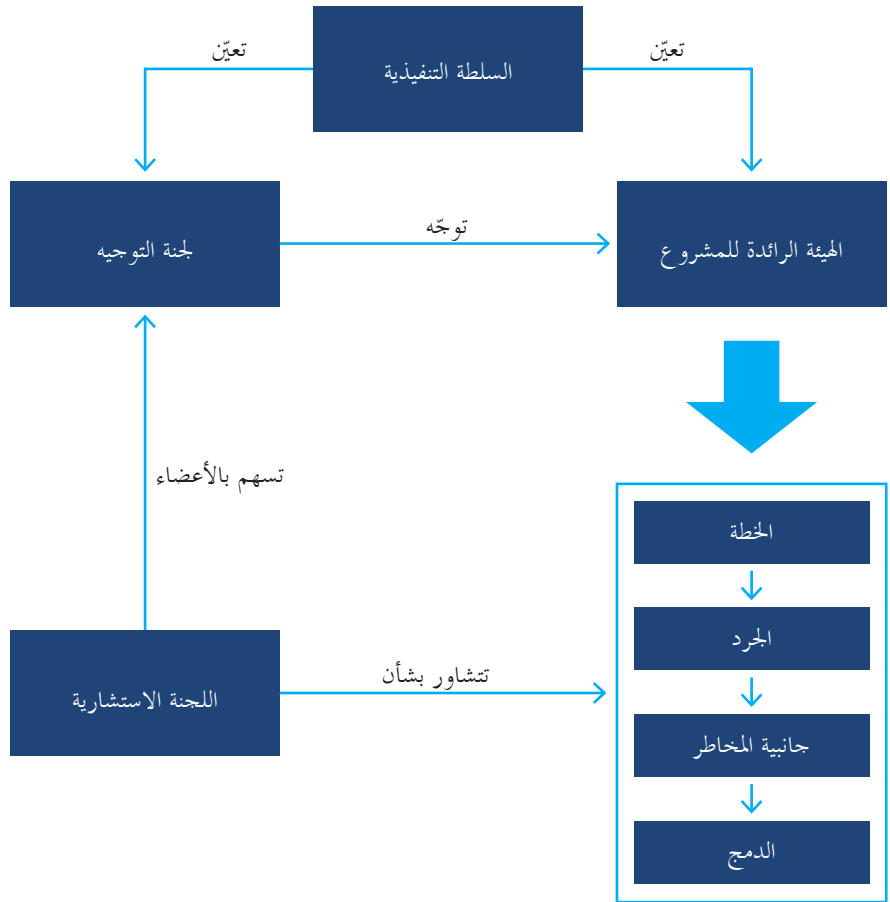 تعيّن
السلطة التنفيذية
تعيّن
الهيئة الرائدة للمشروع
توجّه
لجنة التوجيه
تسهم بالأعضاء
الخطة
الجرد
جانبية المخاطر
الدمج
تتشاور بشأن
اللجنة الاستشارية